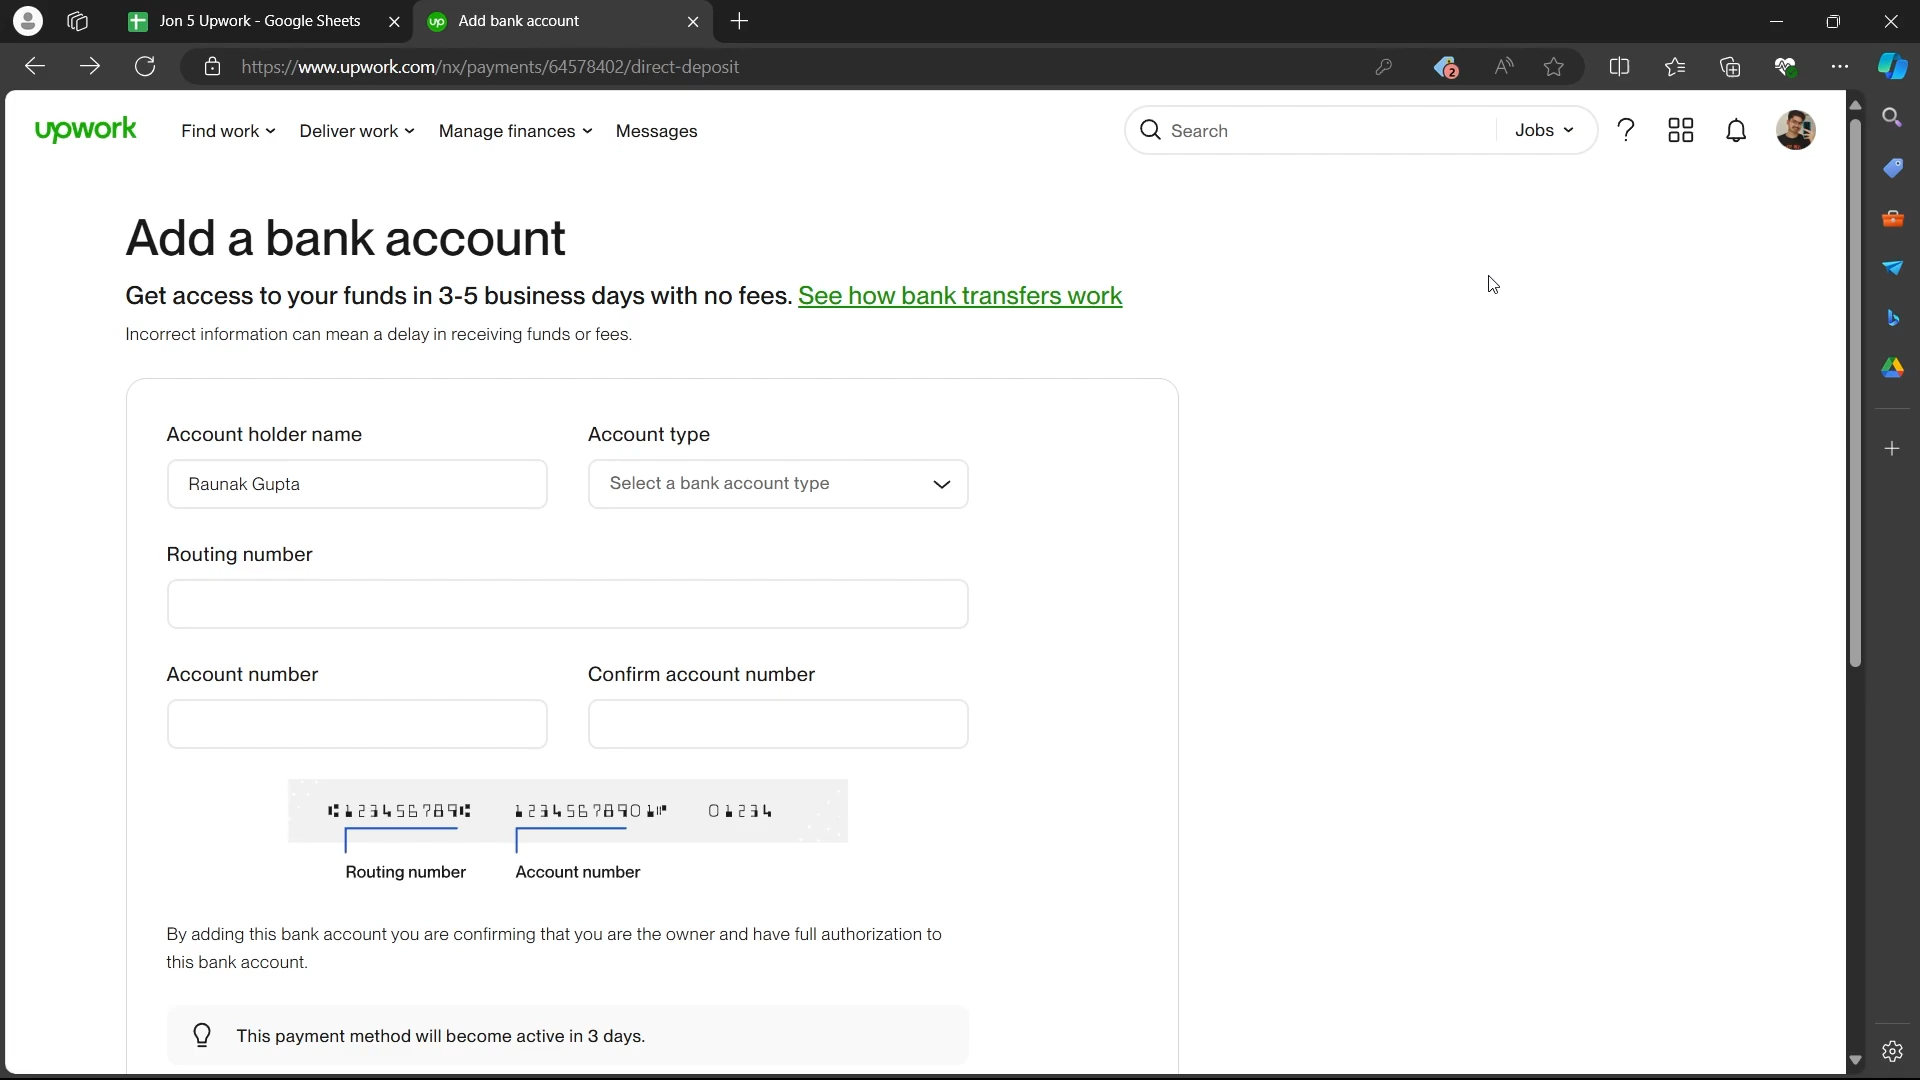 Jon 5 Upwork - Google Sheets
Add bank account
https://www.upwork.com/nx/payments/64578402/direct-deposit
2
upwork
Find work
Deliver work
Manage finances
Messages
Search
Jobs
Add a bank account
Get access to your funds in 3-5 business days with no fees. See how bank transfers work
Incorrect information can mean a delay in receiving funds or fees.
Account holder name
Account type
Raunak Gupta
Select a bank account type
Routing number
Account number
Confirm account number
⑆123456789⑆ 12345678901⑈ 01234
Routing number
Account number
By adding this bank account you are confirming that you are the owner and have full authorization to
this bank account.
This payment method will become active in 3 days.